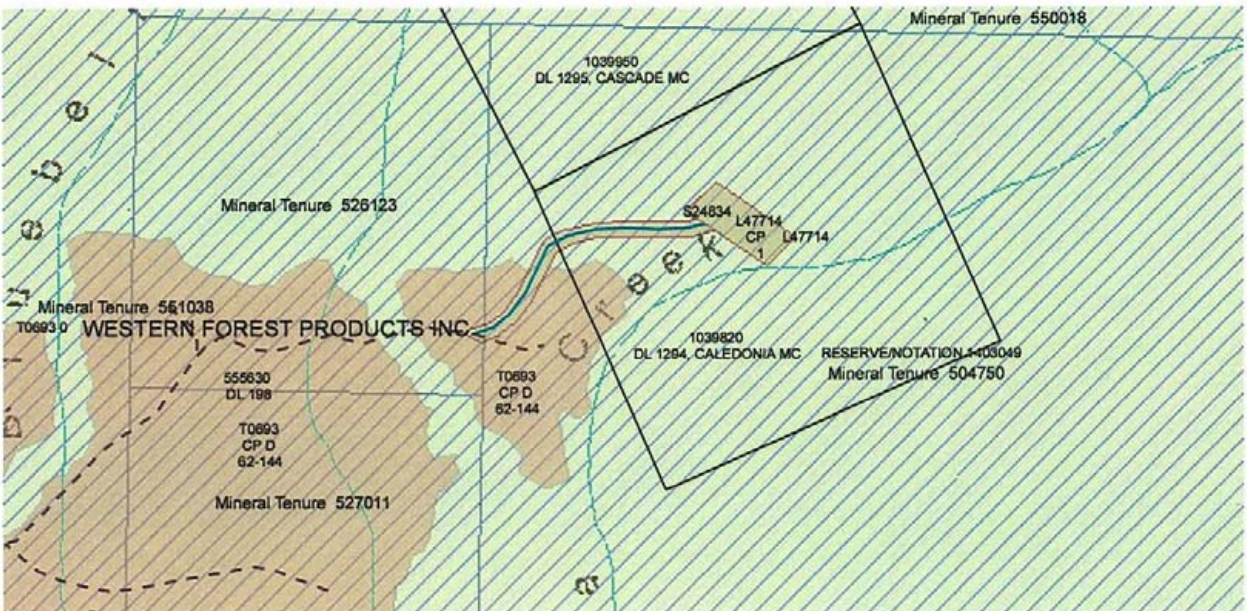 Mineral Tenure 550018
1039950
DL 1295, CASCADE MC
Mineral Tenure 526123
S24834
L47714
CP
1
L47714
Mineral Tenure 551038
T0693 0
WESTERN FOREST PRODUCTS INC
1039820
DL 1294, CALEDONIA MC
RESERVE/NOTATION 1403049
Mineral Tenure 504750
555630
DL 198
T0693
CP D
62-144
T0693
CP D
62-144
Mineral Tenure 527011
Creek